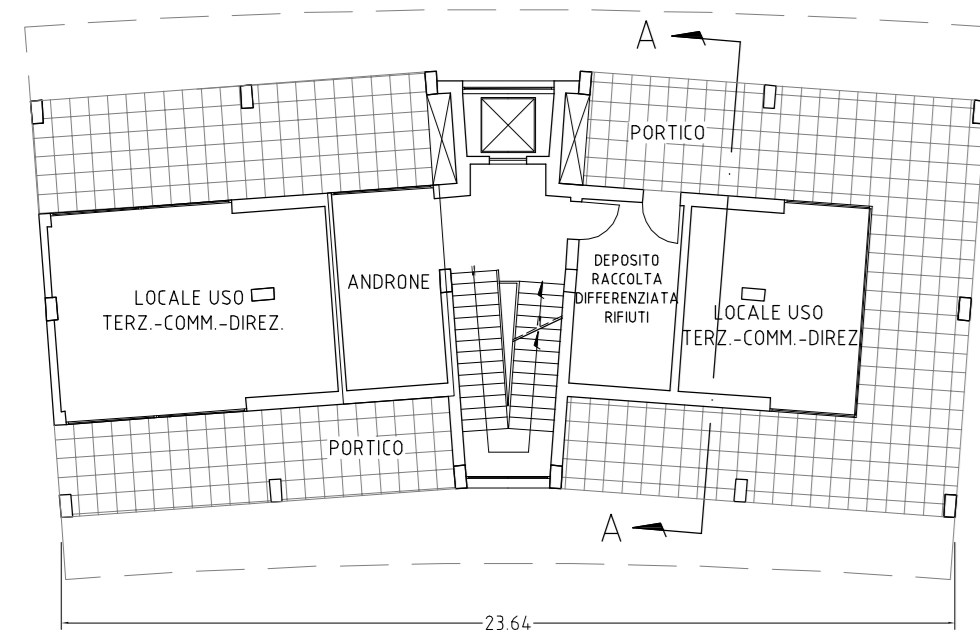 A
PORTICO
ANDRONE
DEPOSITO
RACCOLTA
DIFFERENZIATA
RIFIUTI
LOCALE USO
TERZ.-COMM.-DIREZ.
LOCALE USO
TERZ.-COMM.-DIREZ
PORTICO
A
23.64